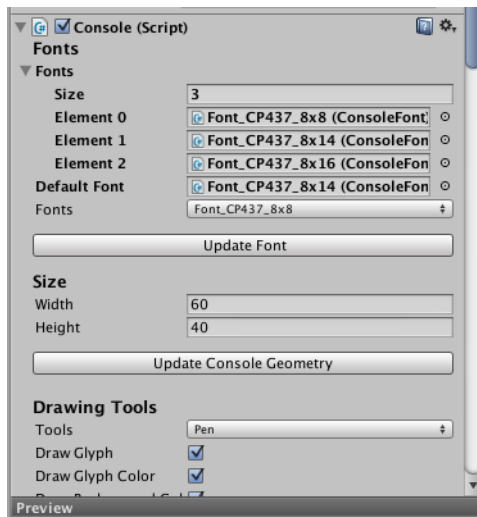 Console (Script)
Fonts
Fonts
Size 3
Element 0 Font_CP437_8x8 (ConsoleFont)
Element 1 Font_CP437_8x14 (ConsoleFon
Element 2 Font_CP437_8x16 (ConsoleFon
Default Font Font_CP437_8x14 (ConsoleFon
Fonts Font_CP437_8x8
Update Font
Size
Width 60
Height 40
Update Console Geometry
Drawing Tools
Tools Pen
Draw Glyph
Draw Glyph Color
Preview